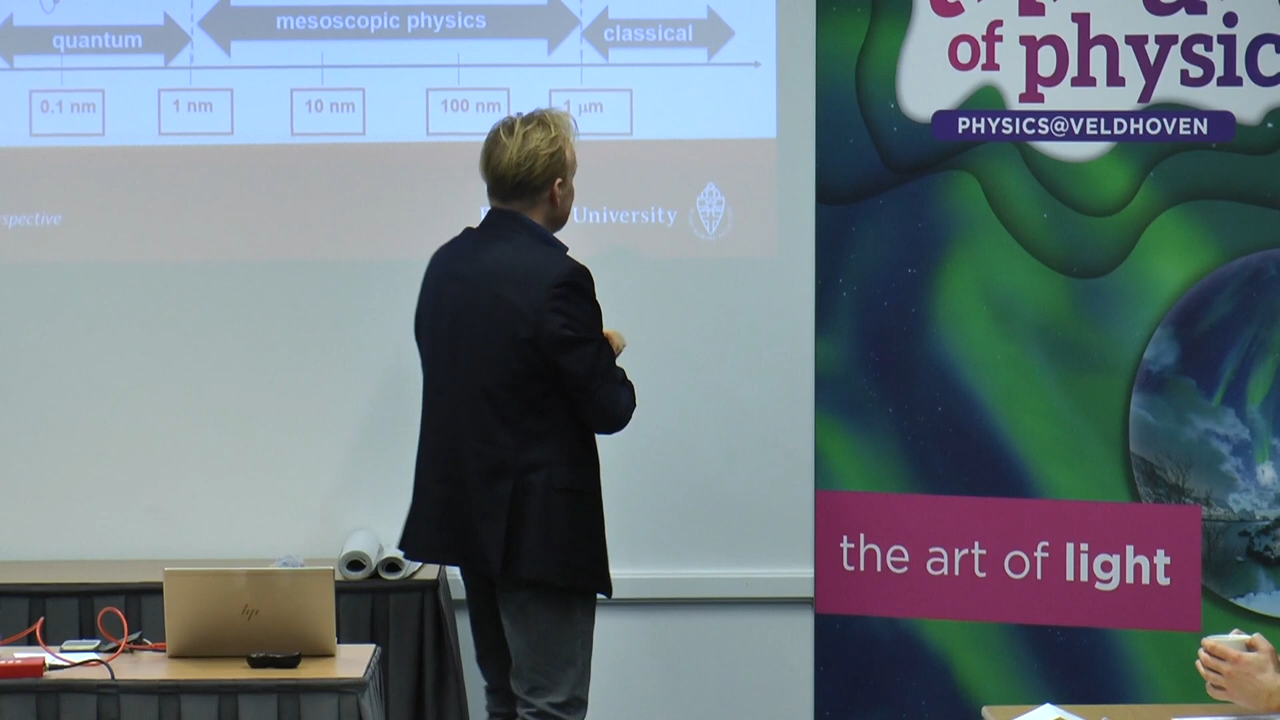 quantum
mesoscopic physics
classical
0.1 nm
1 nm
10 nm
100 nm
1 μm
University
of physic
PHYSICS@VELDHOVEN
the art of light
hp